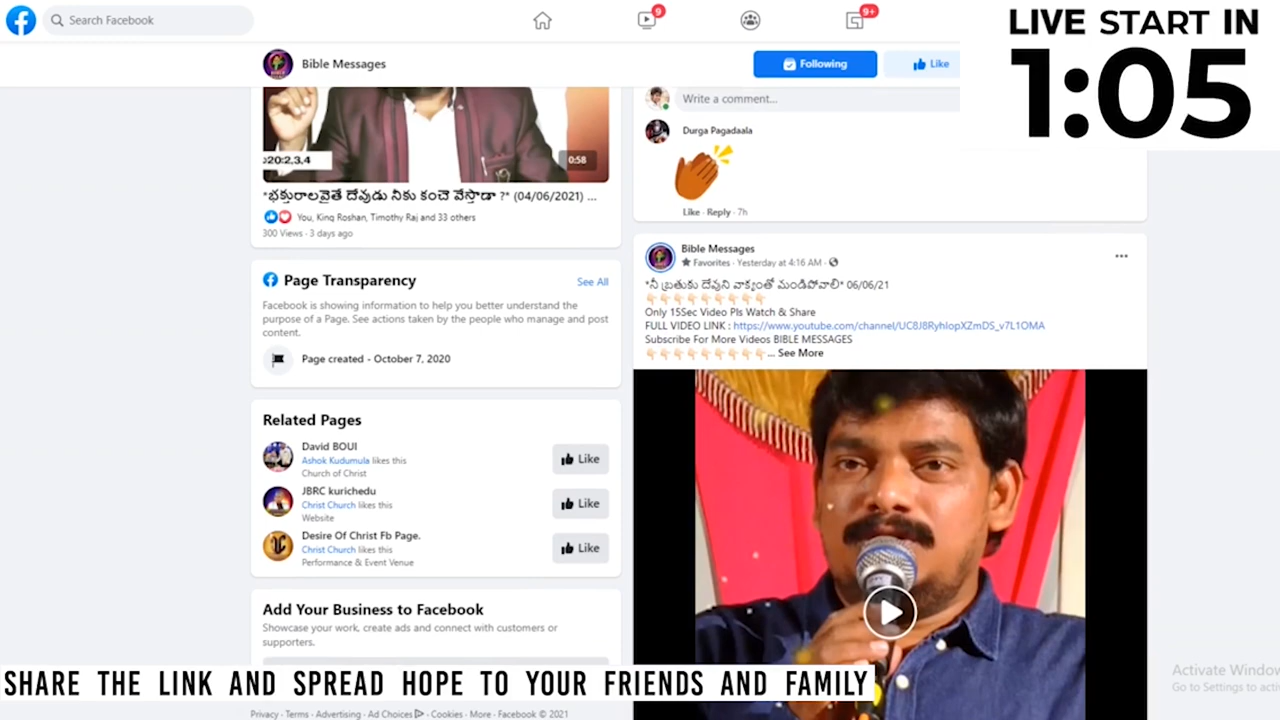 Search Facebook
9
9+
LIVE START IN
1:05
Bible Messages
Following
Like
Write a comment...
Durga Pagadaala
Like · Reply · 7h
ა20:2,3,4
0:58
*భక్తురాలవైతే దేవుడు నీకు కంచె వేస్తాడా ?* (04/06/2021) ...
You, King Roshan, Timothy Raj and 33 others
300 Views · 3 days ago
Page Transparency
See All
Facebook is showing information to help you better understand the
purpose of a Page. See actions taken by the people who manage and post
content.
Page created - October 7, 2020
Related Pages
David BOUI
Ashok Kudumula likes this
Church of Christ
Like
JBRC kurichedu
Christ Church likes this
Website
Like
Desire Of Christ Fb Page.
Christ Church likes this
Performance & Event Venue
Like
Add Your Business to Facebook
Showcase your work, create ads and connect with customers or
supporters.
Bible Messages
Favorites · Yesterday at 4:16 AM ·
*నీ బ్రతుకు దేవుని వాక్యంతో మండిపోవాలి* 06/06/21
Only 15Sec Video Pls Watch & Share
FULL VIDEO LINK : https://www.youtube.com/channel/UC8J8RyhIopXZmDS_v7L1OMA
Subscribe For More Videos BIBLE MESSAGES
... See More
SHARE THE LINK AND SPREAD HOPE TO YOUR FRIENDS AND FAMILY
Privacy · Terms · Advertising · Ad Choices · Cookies · More · Facebook © 2021
Activate Window
Go to Settings to acti